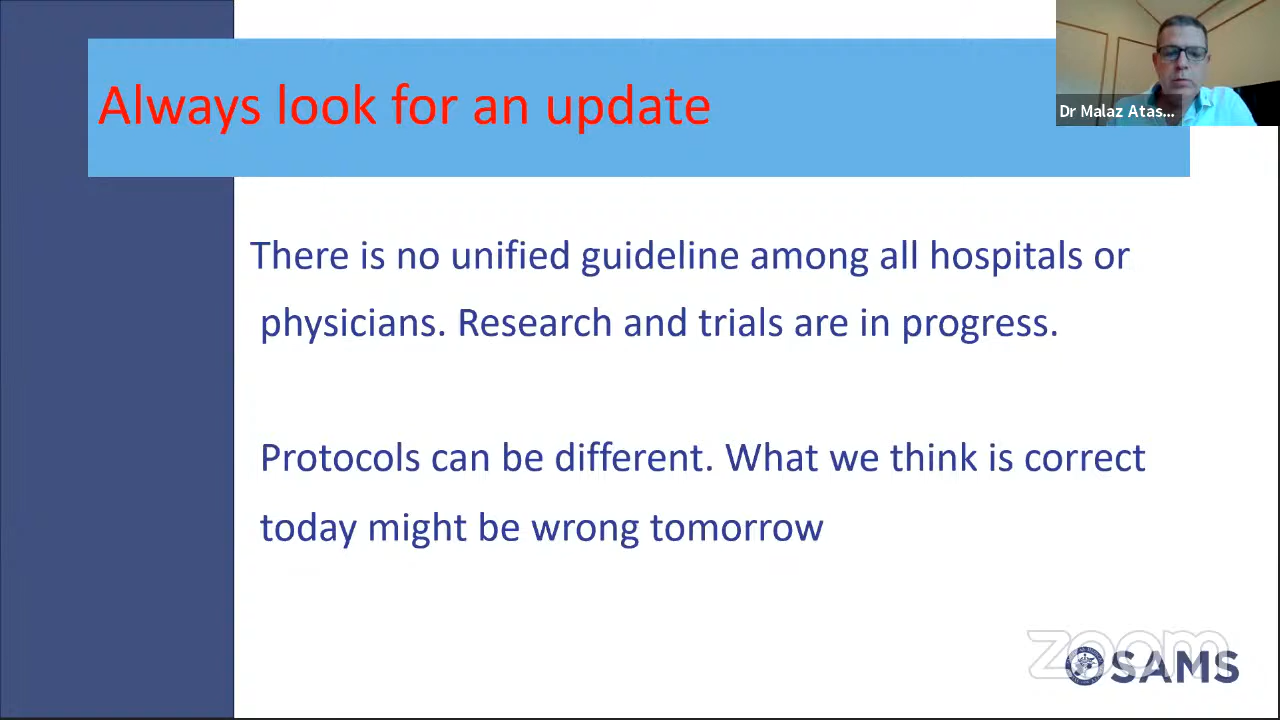 Always look for an update
Dr Malaz Atas...
There is no unified guideline among all hospitals or
physicians. Research and trials are in progress.
Protocols can be different. What we think is correct
today might be wrong tomorrow
zoom
SAMS